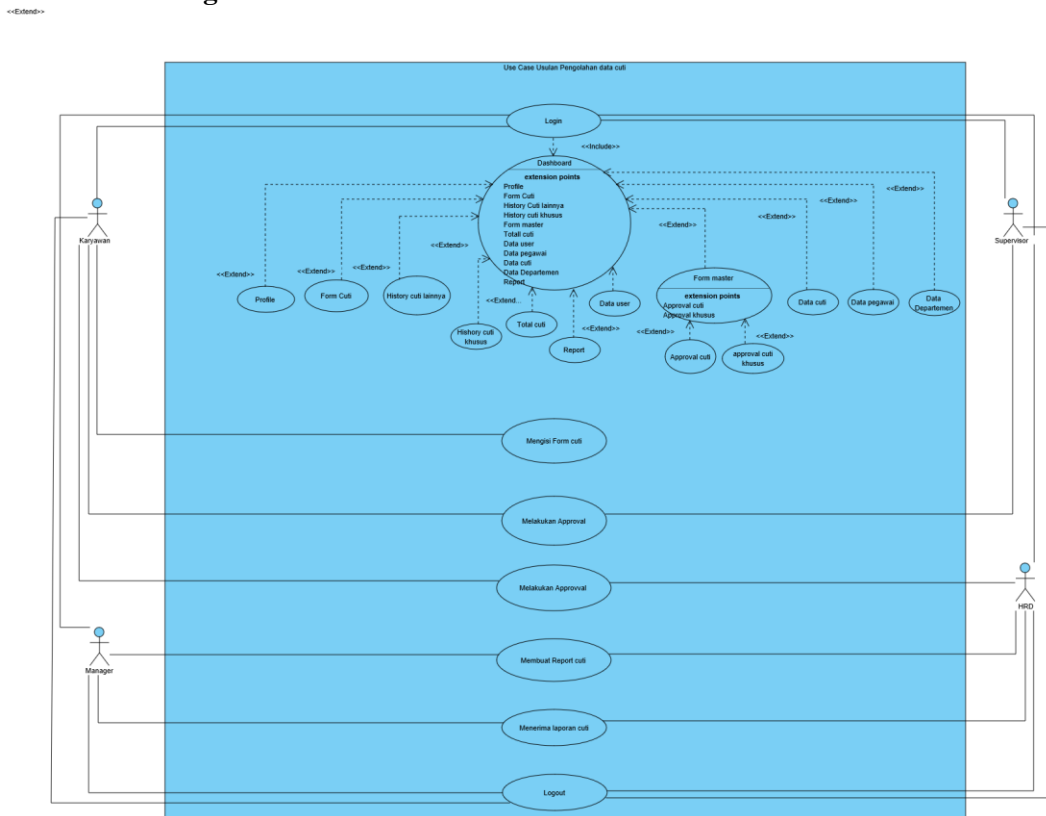 <<Extend>>
Use Case Usulan Pengolahan data cuti
Login
<<Include>>
Dashboard
extension points
Profile
Form Cuti
History Cuti lainnya
History cuti khusus
Form master
Totall cuti
Data user
Data pegawai
Data cuti
Data Departemen
Report
<<Extend>>
<<Extend>>
<<Extend>>
<<Extend>>
<<Extend>>
<<Extend>>
<<Extend>>
<<Extend>>
Karyawan
Supervisor
Profile
Form Cuti
History cuti lainnya
Hishory cuti
khusus
<<Extend...
Total cuti
<<Extend>>
Report
Data user
Form master
extension points
Approval cuti
Approval khusus
Data cuti
Data pegawai
Data
Departemen
<<Extend>>
<<Extend>>
Approval cuti
approval cuti
khusus
Mengisi Form cuti
Melakukan Approval
Melakukan Approvval
HRD
Manager
Membuat Report cuti
Menerima laporan cuti
Logout